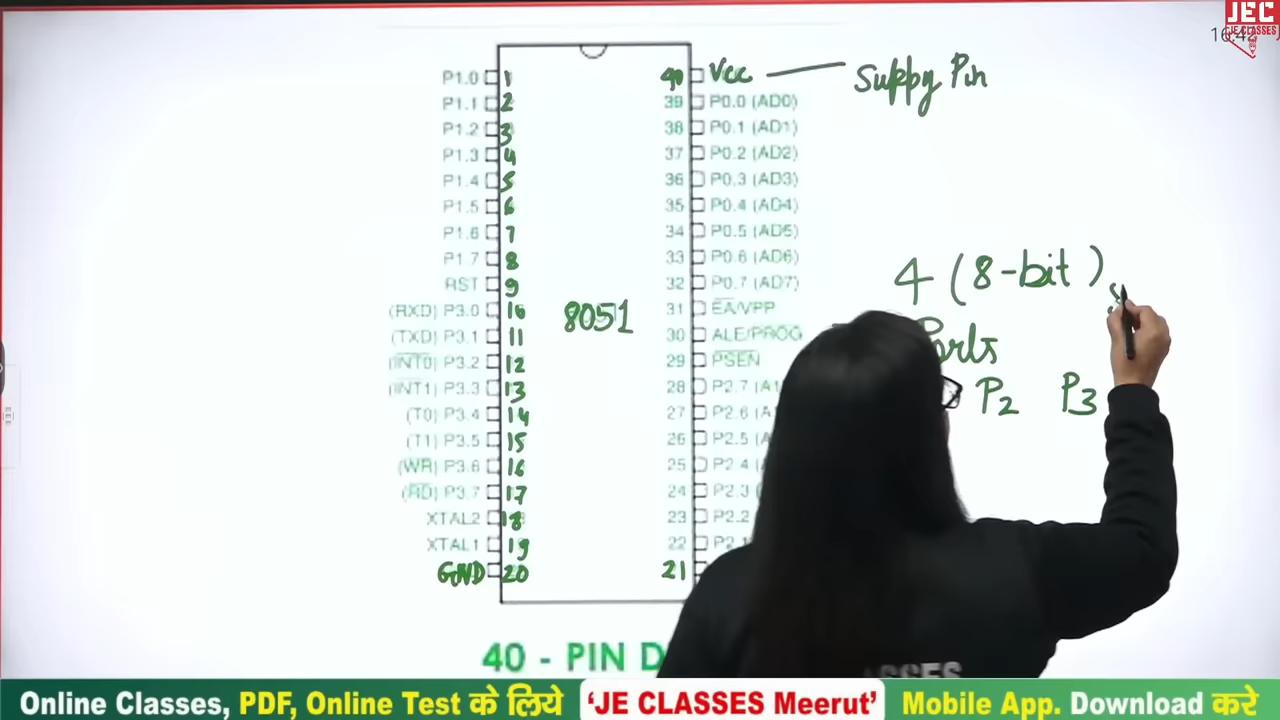 JEC
JE CLASSES
P1.0 1
P1.1 2
P1.2 3
P1.3 4
P1.4 5
P1.5 6
P1.6 7
P1.7 8
RST 9
(RXD) P3.0 10
(TXD) P3.1 11
(INT0) P3.2 12
(INT1) P3.3 13
(T0) P3.4 14
(T1) P3.5 15
(WR) P3.6 16
(RD) P3.7 17
XTAL2 18
XTAL1 19
GND 20
8051
40 Vcc
39 P0.0 (AD0)
38 P0.1 (AD1)
37 P0.2 (AD2)
36 P0.3 (AD3)
35 P0.4 (AD4)
34 P0.5 (AD5)
33 P0.6 (AD6)
32 P0.7 (AD7)
31 EA/VPP
30 ALE/PROG
29 PSEN
28 P2.7
27 P2.6
26 P2.5
25 P2.4
24 P2.3
23 P2.2
22 P2.1
21
Suppy Pin
4 (8-bit)
Ports
P2 P3
40 - PIN
Online Classes, PDF, Online Test के लिये 'JE CLASSES Meerut' Mobile App. Download करे